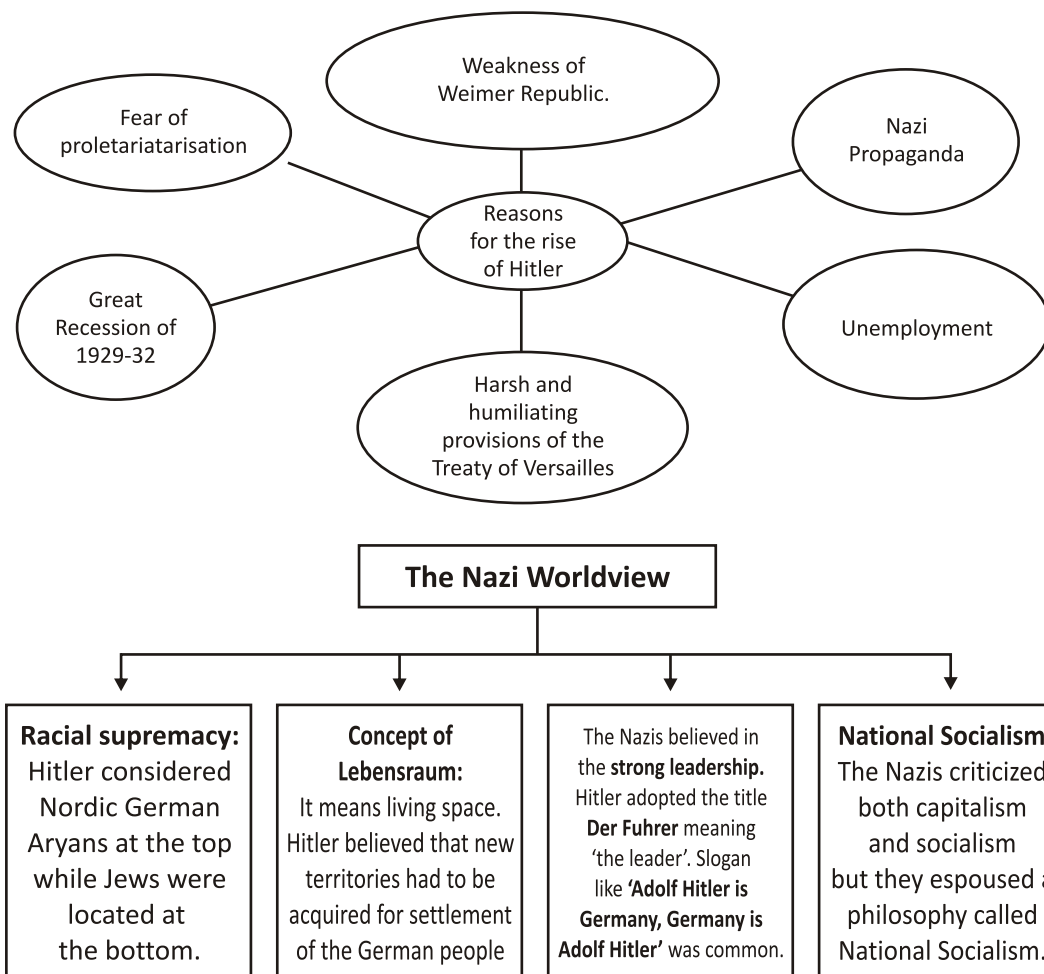 Weakness of
Weimer Republic.
Fear of
proletariatarisation
Nazi
Propaganda
Reasons
for the rise
of Hitler
Great
Recession of
1929-32
Unemployment
Harsh and
humiliating
provisions of the
Treaty of Versailles
The Nazi Worldview
Racial supremacy:
Hitler considered
Nordic German
Aryans at the top
while Jews were
located at
the bottom.
Concept of
Lebensraum:
It means living space.
Hitler believed that new
territories had to be
acquired for settlement
of the German people
The Nazis believed in
the strong leadership.
Hitler adopted the title
Der Fuhrer meaning
‘the leader’. Slogan
like ‘Adolf Hitler is
Germany, Germany is
Adolf Hitler’ was common.
National Socialism
The Nazis criticized
both capitalism
and socialism
but they espoused a
philosophy called
National Socialism.